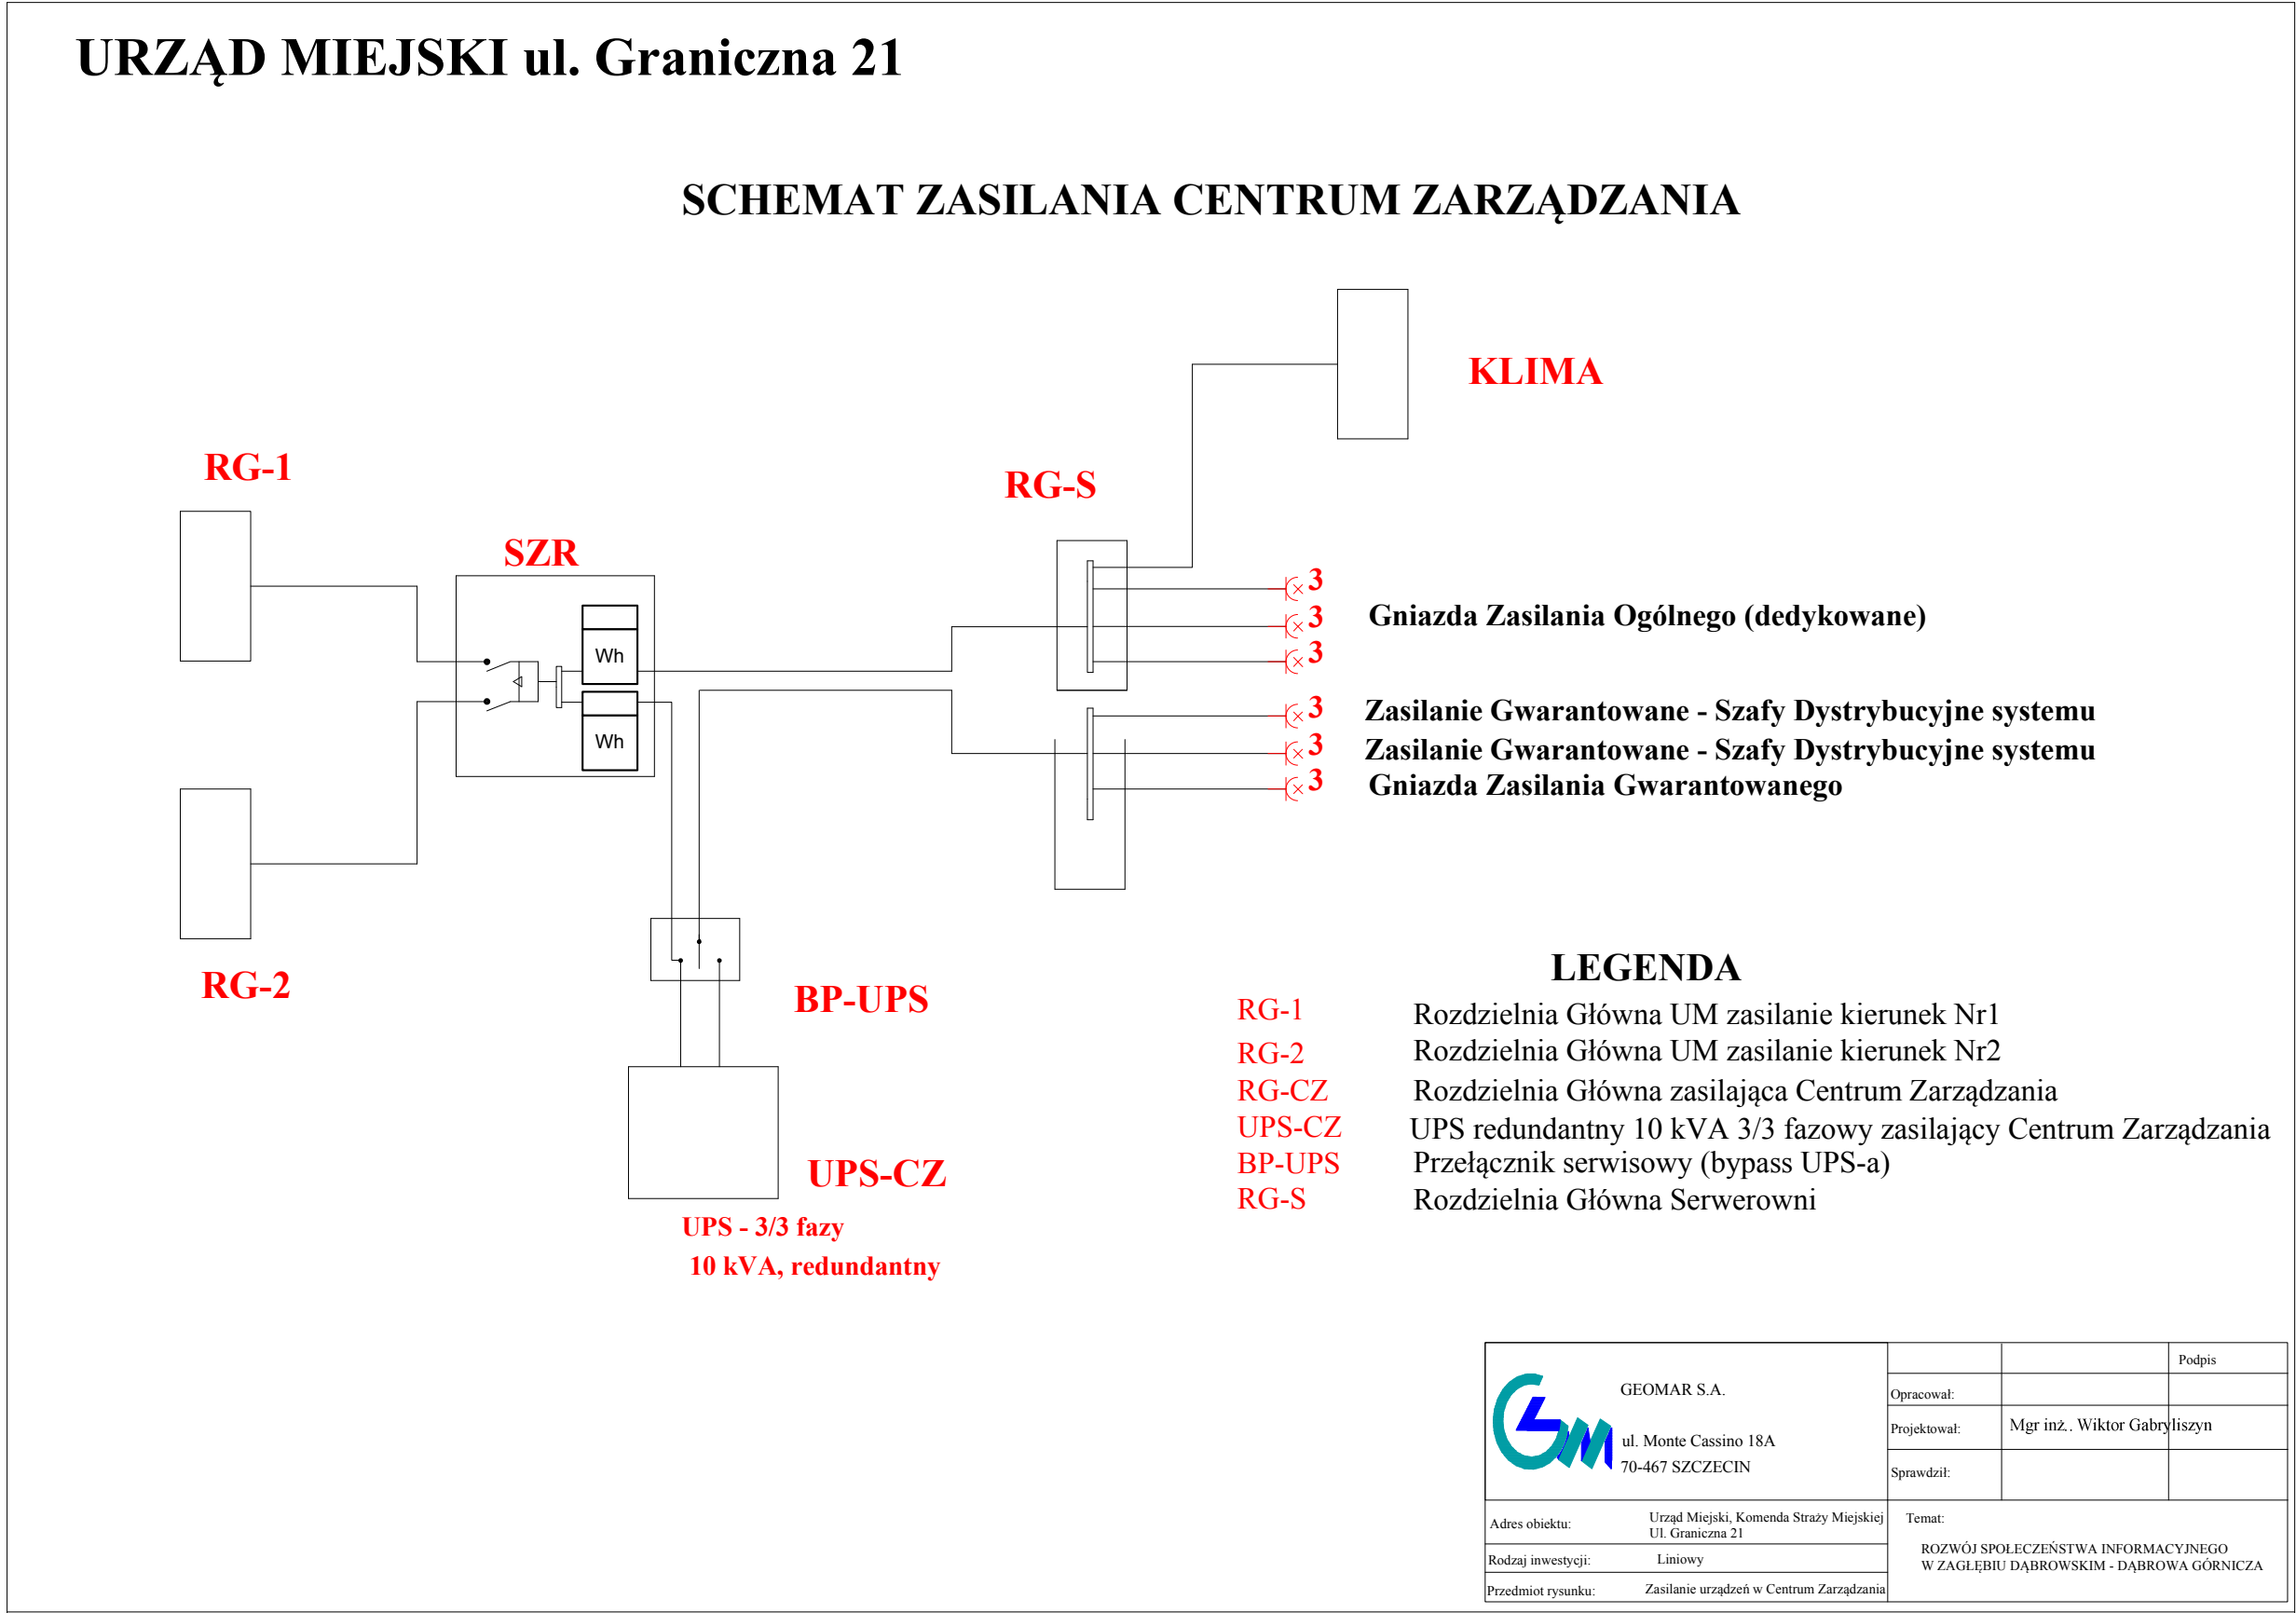 URZĄD MIEJSKI ul. Graniczna 21
SCHEMAT ZASILANIA CENTRUM ZARZĄDZANIA
KLIMA
RG-1
RG-S
SZR
Wh
Wh
3
3
3
Gniazda Zasilania Ogólnego (dedykowane)
3
Zasilanie Gwarantowane - Szafy Dystrybucyjne systemu
3
Zasilanie Gwarantowane - Szafy Dystrybucyjne systemu
3
Gniazda Zasilania Gwarantowanego
RG-2
BP-UPS
UPS-CZ
UPS - 3/3 fazy
10 kVA, redundantny
LEGENDA
RG-1 Rozdzielnia Główna UM zasilanie kierunek Nr1
RG-2 Rozdzielnia Główna UM zasilanie kierunek Nr2
RG-CZ Rozdzielnia Główna zasilająca Centrum Zarządzania
UPS-CZ UPS redundantny 10 kVA 3/3 fazowy zasilający Centrum Zarządzania
BP-UPS Przełącznik serwisowy (bypass UPS-a)
RG-S Rozdzielnia Główna Serwerowni
GEOMAR S.A.
ul. Monte Cassino 18A
70-467 SZCZECIN
Podpis
Opracował:
Projektował: Mgr inż.. Wiktor Gabryliszyn
Sprawdził:
Adres obiektu: Urząd Miejski, Komenda Straży Miejskiej
Ul. Graniczna 21
Rodzaj inwestycji: Liniowy
Przedmiot rysunku: Zasilanie urządzeń w Centrum Zarządzania
Temat:
ROZWÓJ SPOŁECZEŃSTWA INFORMACYJNEGO
W ZAGŁĘBIU DĄBROWSKIM - DĄBROWA GÓRNICZA